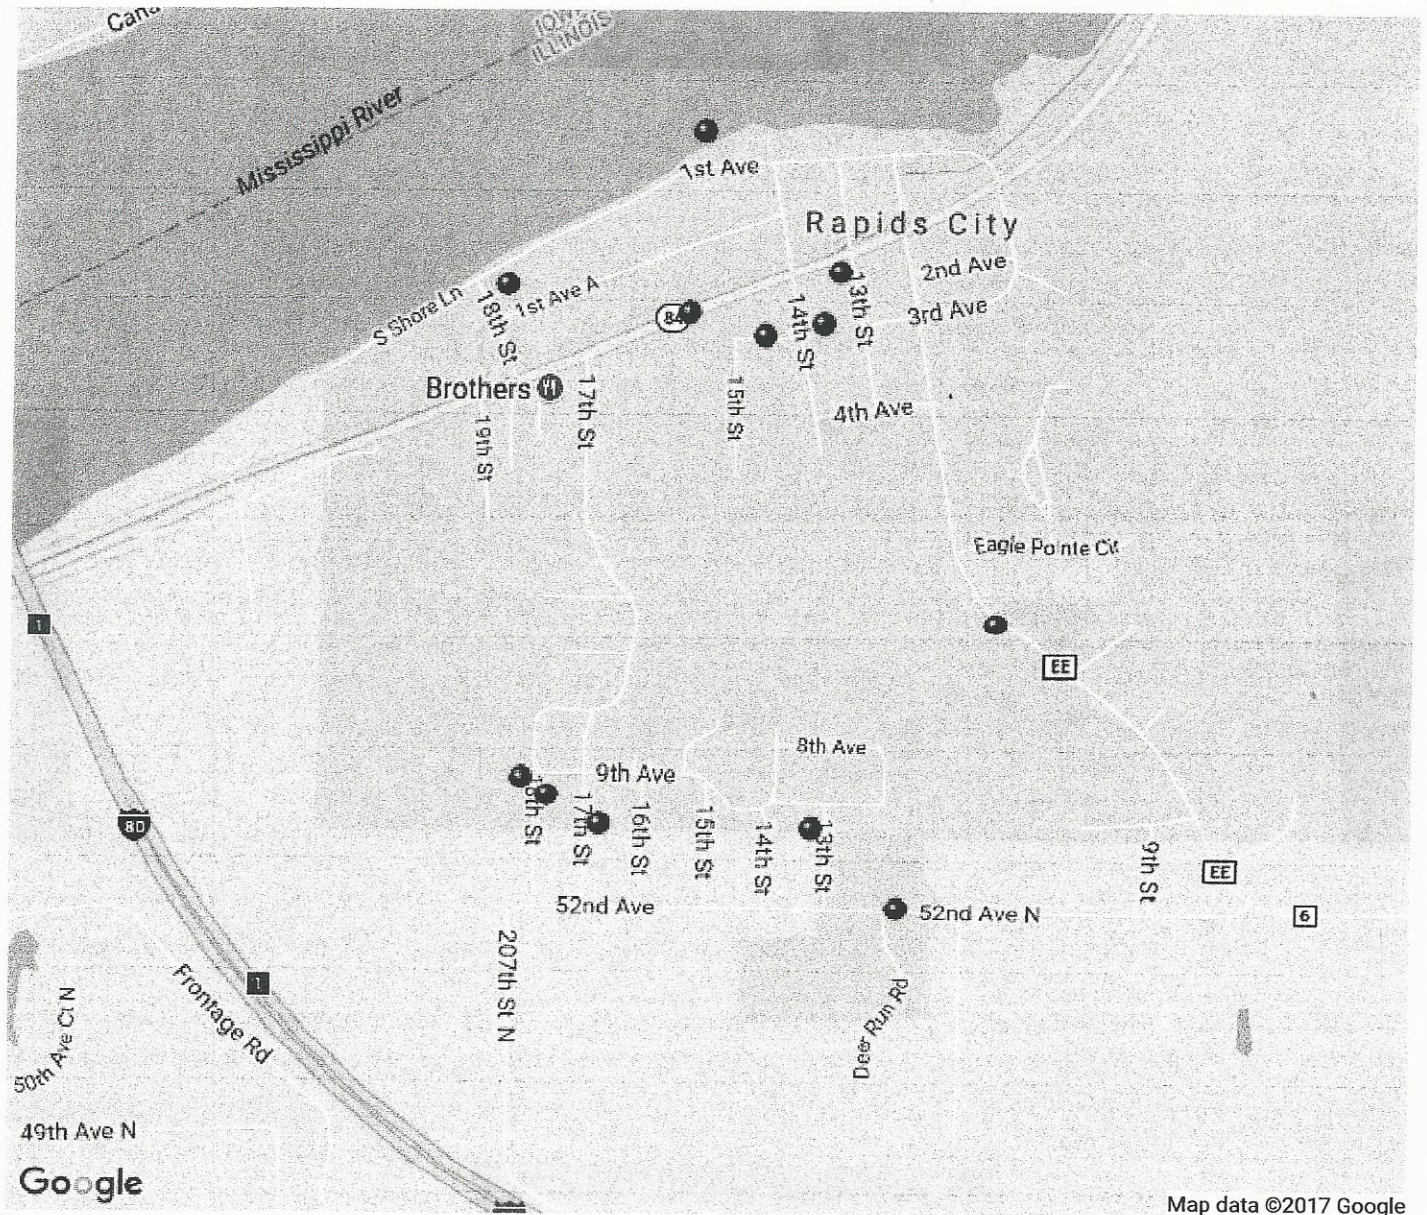 IOWA
ILLINOIS
Mississippi River
1st Ave
Rapids City
2nd Ave
S Shore Ln
18th St
1st Ave A
84
14th St
13th St
3rd Ave
Brothers
17th St
15th St
4th Ave
19th St
Eagle Pointe Cir
1
EE
8th Ave
9th Ave
80
18th St
17th St
16th St
15th St
14th St
13th St
9th St
EE
52nd Ave
52nd Ave N
6
207th St N
1
Frontage Rd
50th Ave Ct N
Deer Run Rd
49th Ave N
Google
Map data ©2017 Google